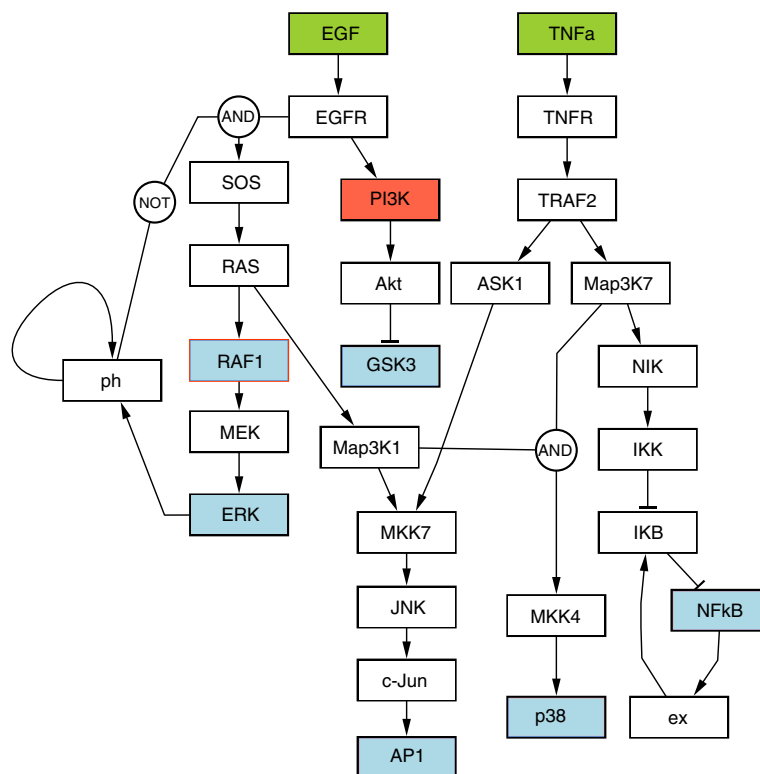 EGF
TNFa
AND
EGFR
TNFR
SOS
NOT
PI3K
TRAF2
RAS
Akt
ASK1
Map3K7
RAF1
GSK3
NIK
ph
MEK
Map3K1
AND
IKK
ERK
MKK7
IKB
JNK
MKK4
NFkB
c-Jun
p38
ex
AP1